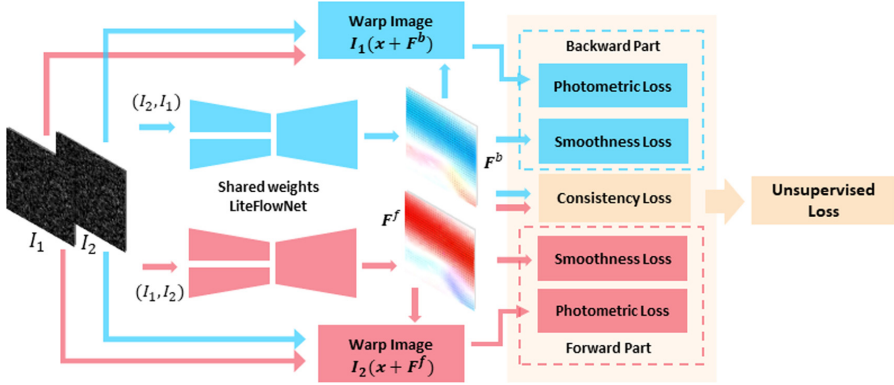 Warp Image
I₁(x + Fᵇ)
Backward Part
Photometric Loss
(I₂, I₁)
Smoothness Loss
Fᵇ
Shared weights
LiteFlowNet
Consistency Loss
Unsupervised
Loss
Fᶠ
I₁
I₂
Smoothness Loss
(I₁, I₂)
Photometric Loss
Warp Image
I₂(x + Fᶠ)
Forward Part